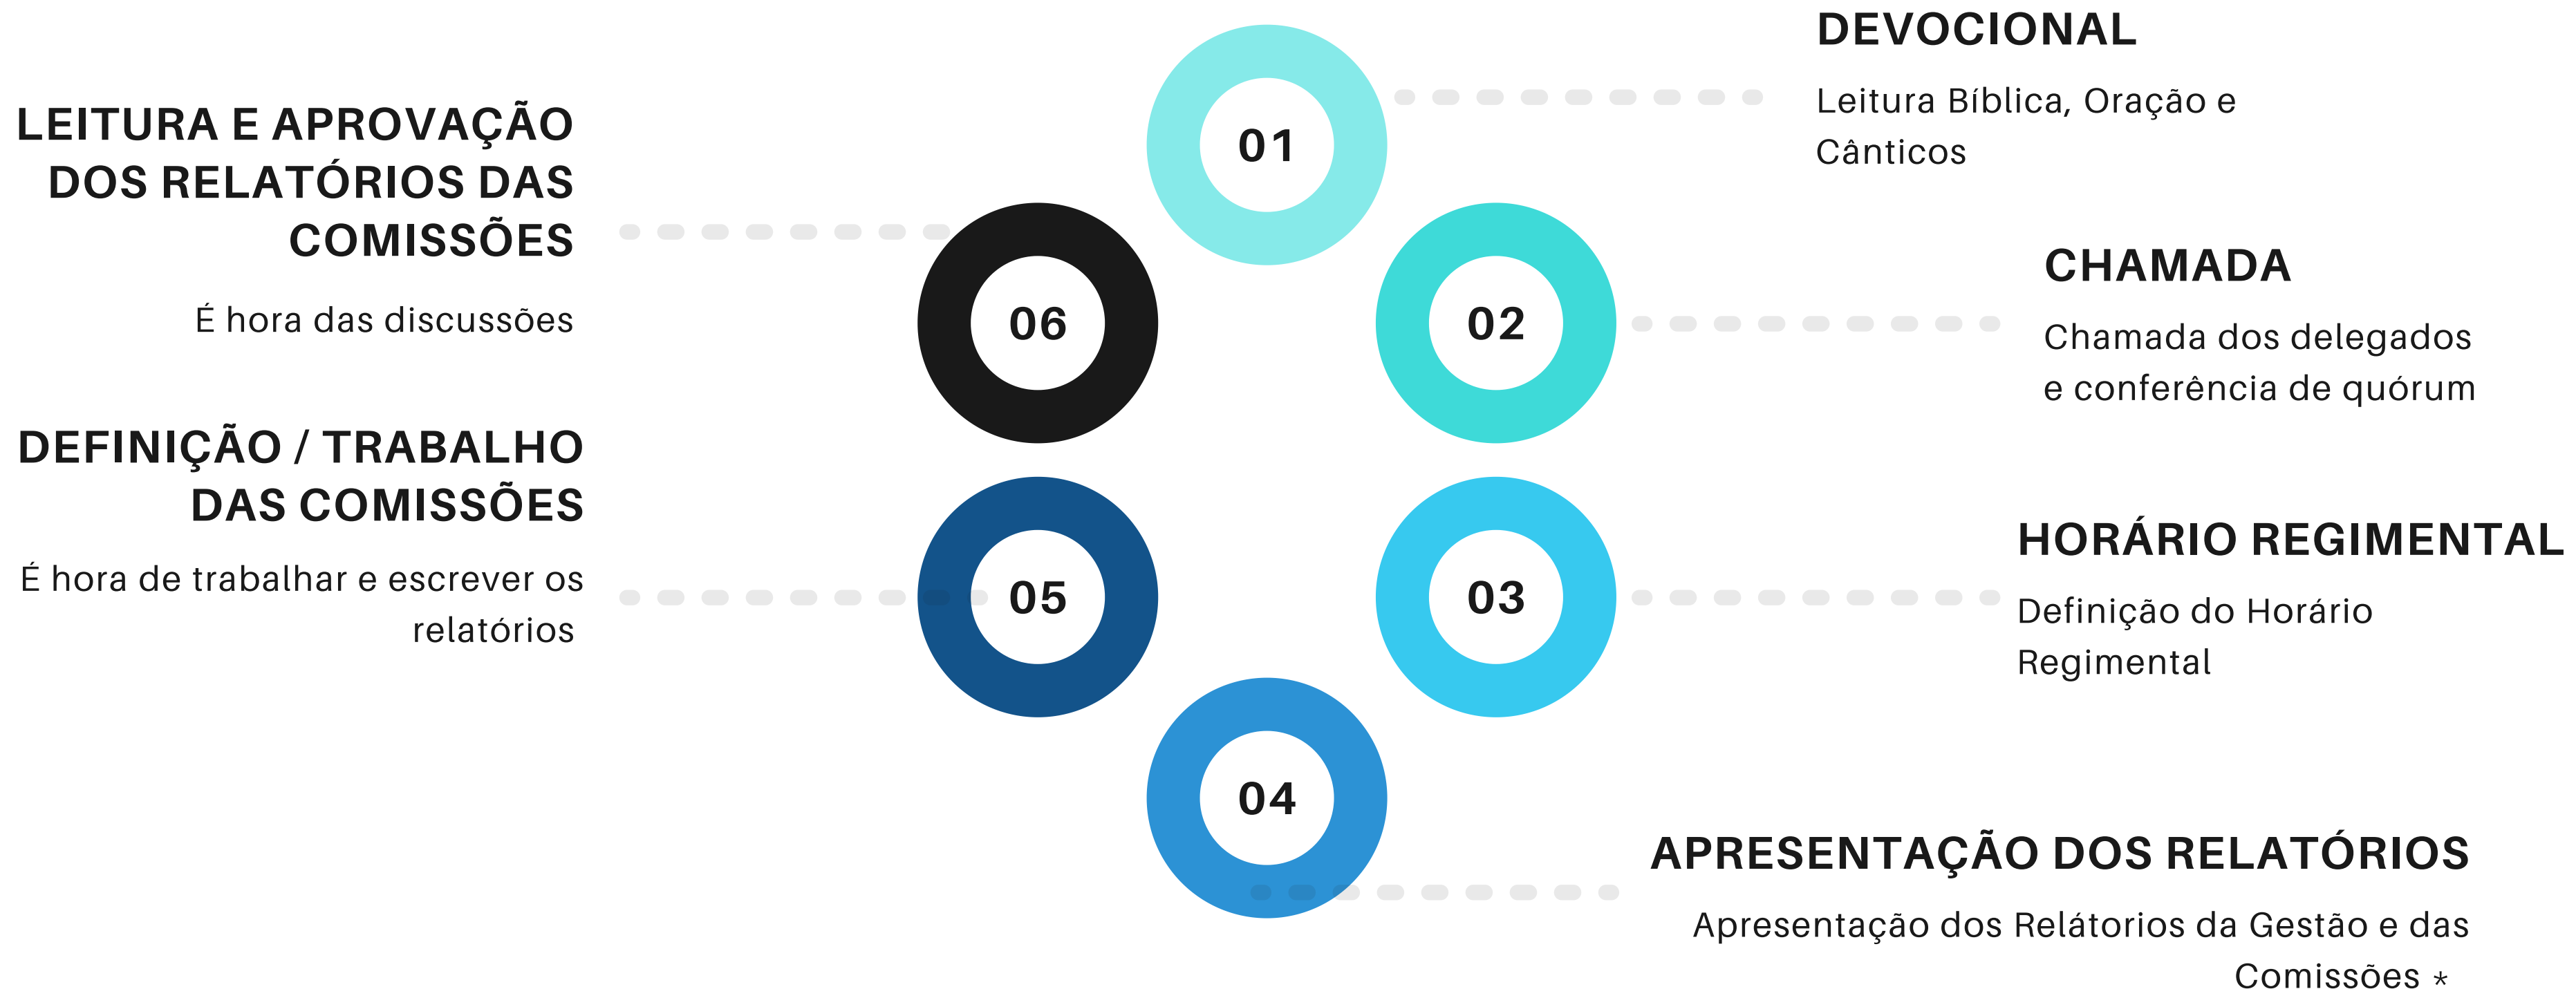 01
DEVOCIONAL
Leitura Bíblica, Oração e
Cânticos
02
CHAMADA
Chamada dos delegados
e conferência de quórum
03
HORÁRIO REGIMENTAL
Definição do Horário
Regimental
04
APRESENTAÇÃO DOS RELATÓRIOS
Apresentação dos Relátorios da Gestão e das
Comissões *
05
DEFINIÇÃO / TRABALHO
DAS COMISSÕES
É hora de trabalhar e escrever os
relatórios
06
LEITURA E APROVAÇÃO
DOS RELATÓRIOS DAS
COMISSÕES
É hora das discussões